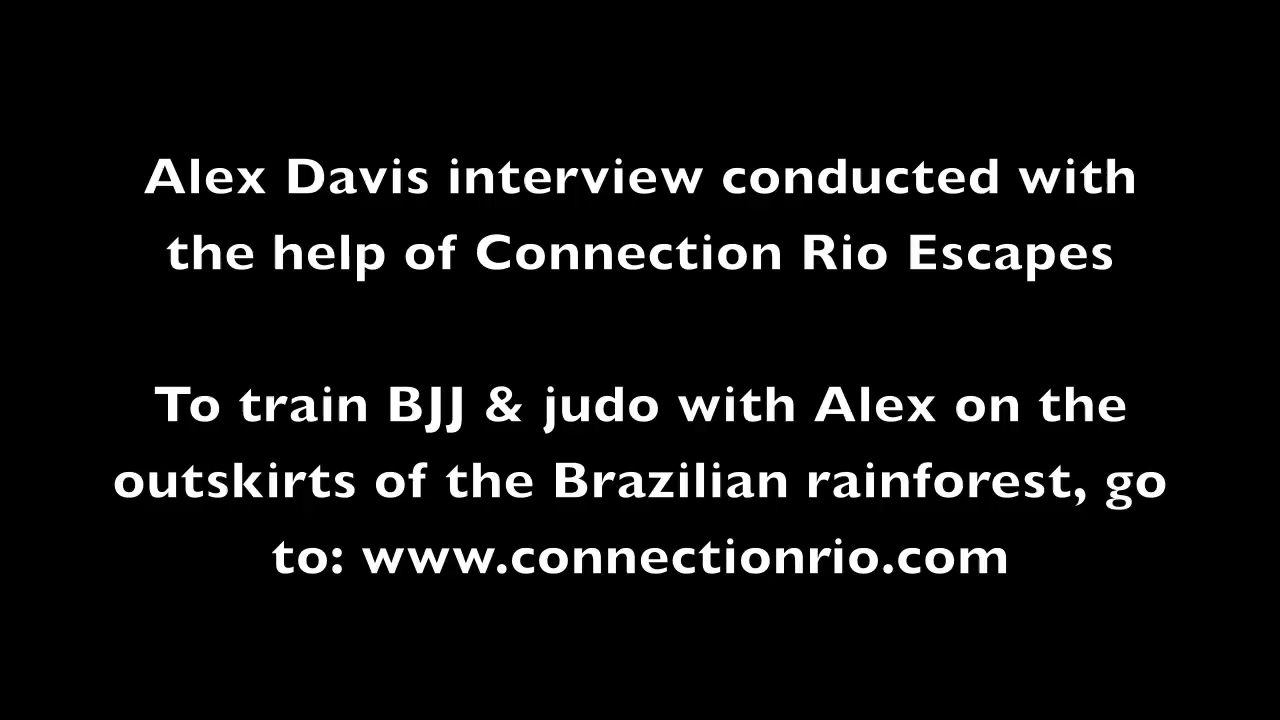 Alex Davis interview conducted with
the help of Connection Rio Escapes
To train BJJ & judo with Alex on the
outskirts of the Brazilian rainforest, go
to: www.connectionrio.com